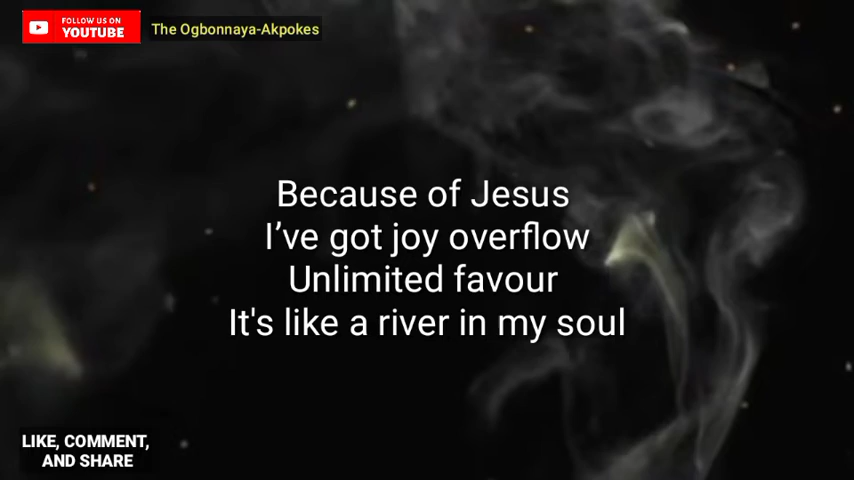 FOLLOW US ON
YOUTUBE
The Ogbonnaya-Akpokes
Because of Jesus
I’ve got joy overflow
Unlimited favour
It's like a river in my soul
LIKE, COMMENT,
AND SHARE